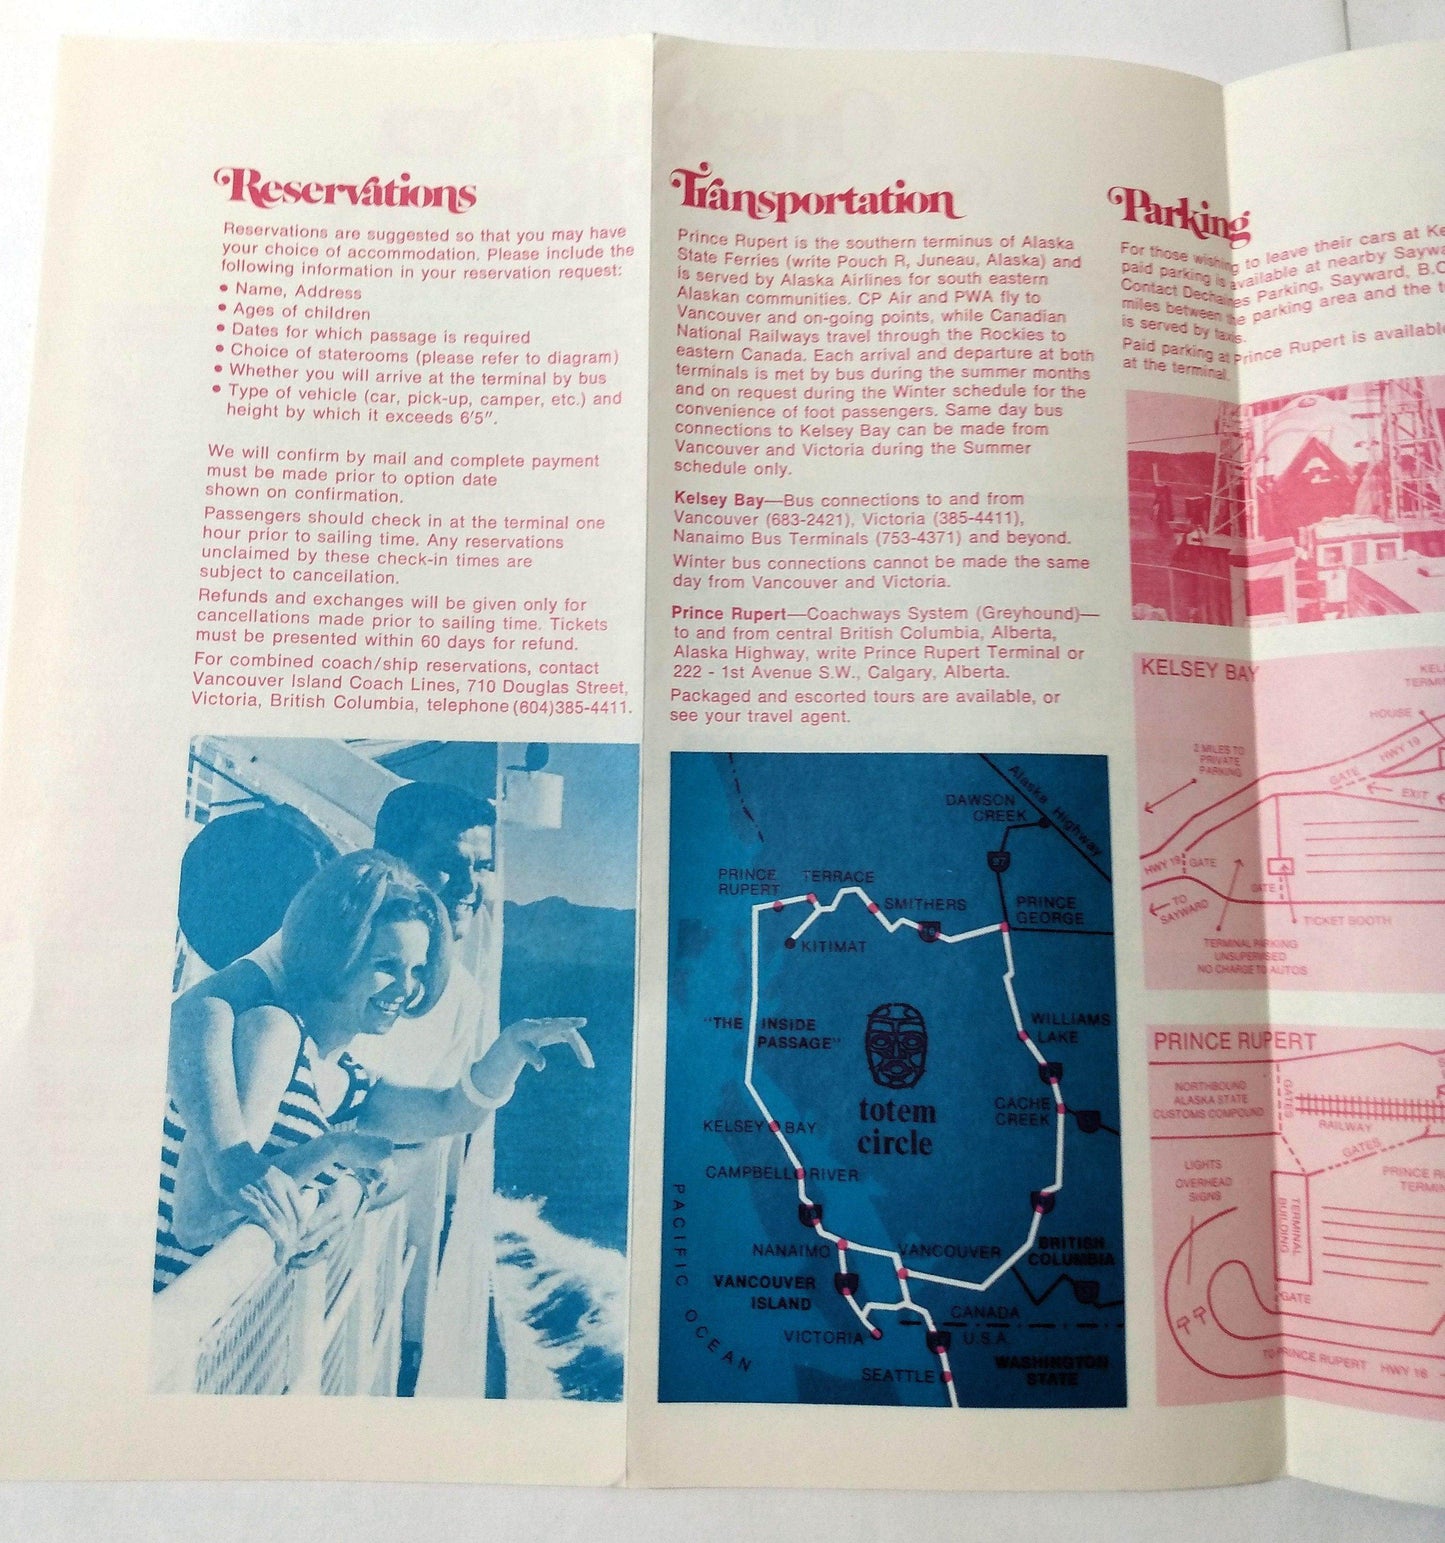 Reservations
Reservations are suggested so that you may have
your choice of accommodation. Please include the
following information in your reservation request:
• Name, Address
• Ages of children
• Dates for which passage is required
• Choice of staterooms (please refer to diagram)
• Whether you will arrive at the terminal by bus
• Type of vehicle (car, pick-up, camper, etc.) and
height by which it exceeds 6'5".
We will confirm by mail and complete payment
must be made prior to option date
shown on confirmation.
Passengers should check in at the terminal one
hour prior to sailing time. Any reservations
unclaimed by these check-in times are
subject to cancellation.
Refunds and exchanges will be given only for
cancellations made prior to sailing time. Tickets
must be presented within 60 days for refund.
For combined coach/ship reservations, contact
Vancouver Island Coach Lines, 710 Douglas Street,
Victoria, British Columbia, telephone (604)385-4411.
Transportation
Prince Rupert is the southern terminus of Alaska
State Ferries (write Pouch R, Juneau, Alaska) and
is served by Alaska Airlines for south eastern
Alaskan communities. CP Air and PWA fly to
Vancouver and on-going points, while Canadian
National Railways travel through the Rockies to
eastern Canada. Each arrival and departure at both
terminals is met by bus during the summer months
and on request during the Winter schedule for the
convenience of foot passengers. Same day bus
connections to Kelsey Bay can be made from
Vancouver and Victoria during the Summer
schedule only.
Kelsey Bay—Bus connections to and from
Vancouver (683-2421), Victoria (385-4411),
Nanaimo Bus Terminals (753-4371) and beyond.
Winter bus connections cannot be made the same
day from Vancouver and Victoria.
Prince Rupert—Coachways System (Greyhound)—
to and from central British Columbia, Alberta,
Alaska Highway, write Prince Rupert Terminal or
222 - 1st Avenue S.W., Calgary, Alberta.
Packaged and escorted tours are available, or
see your travel agent.
Alaska Highway
DAWSON
CREEK
97
PRINCE
RUPERT
TERRACE
SMITHERS
16
PRINCE
GEORGE
KITIMAT
"THE INSIDE
PASSAGE"
WILLIAMS
LAKE
totem
circle
CACHE
CREEK
KELSEY BAY
CAMPBELL RIVER
NANAIMO
VANCOUVER
BRITISH
COLUMBIA
VANCOUVER
ISLAND
CANADA
U.S.A.
VICTORIA
SEATTLE
WASHINGTON
STATE
PACIFIC OCEAN
Parking
For those wishing to leave their cars at Ke
paid parking is available at nearby Saywa
Contact Dechaines Parking, Sayward, B.C
miles between the parking area and the t
is served by taxis.
Paid parking at Prince Rupert is availabl
at the terminal.
KELSEY BAY
KEL
TERMI
HOUSE
HWY 19
2 MILES TO
PRIVATE
PARKING
GATE
EXIT
HWY 19
GATE
GATE
TO
SAYWARD
TICKET BOOTH
TERMINAL PARKING
UNSUPERVISED
NO CHARGE TO AUTOS
PRINCE RUPERT
NORTHBOUND
ALASKA STATE
CUSTOMS COMPOUND
GATES
RAILWAY
GATES
LIGHTS
OVERHEAD
SIGNS
PRINCE R
TERMI
TERMINAL
BUILDING
GATE
TO PRINCE RUPERT HWY 16